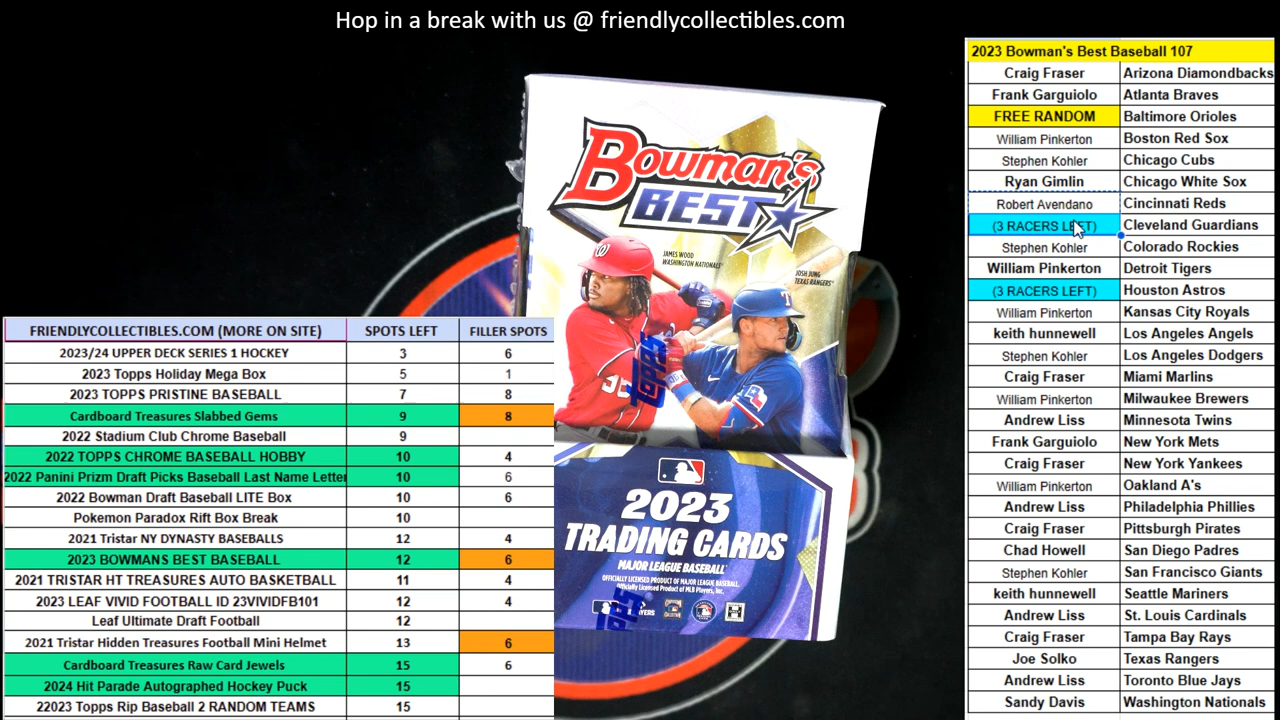 Hop in a break with us @ friendlycollectibles.com
FRIENDLYCOLLECTIBLES.COM (MORE ON SITE) SPOTS LEFT FILLER SPOTS
2023/24 UPPER DECK SERIES 1 HOCKEY 3 6
2023 Topps Holiday Mega Box 5 1
2023 TOPPS PRISTINE BASEBALL 7 8
Cardboard Treasures Slabbed Gems 9 8
2022 Stadium Club Chrome Baseball 9
2022 TOPPS CHROME BASEBALL HOBBY 10 4
2022 Panini Prizm Draft Picks Baseball Last Name Letter 10 6
2022 Bowman Draft Baseball LITE Box 10 6
Pokemon Paradox Rift Box Break 10
2021 Tristar NY DYNASTY BASEBALLS 12 4
2023 BOWMANS BEST BASEBALL 12 6
2021 TRISTAR HT TREASURES AUTO BASKETBALL 11 4
2023 LEAF VIVID FOOTBALL ID 23VIVIDFB101 12 4
Leaf Ultimate Draft Football 12
2021 Tristar Hidden Treasures Football Mini Helmet 13 6
Cardboard Treasures Raw Card Jewels 15 6
2024 Hit Parade Autographed Hockey Puck 15
22023 Topps Rip Baseball 2 RANDOM TEAMS 15
BOWMAN'S
BEST
JAMES WOOD
WASHINGTON NATIONALS
JOSH JUNG
TEXAS RANGERS
Topps
2023
TRADING CARDS
MAJOR LEAGUE BASEBALL
OFFICIALLY LICENSED PRODUCT OF MAJOR LEAGUE BASEBALL
Officially Licensed Product of MLB Players, Inc.
2023 Bowman's Best Baseball 107
Craig Fraser Arizona Diamondbacks
Frank Garguiolo Atlanta Braves
FREE RANDOM Baltimore Orioles
William Pinkerton Boston Red Sox
Stephen Kohler Chicago Cubs
Ryan Gimlin Chicago White Sox
Robert Avendano Cincinnati Reds
(3 RACERS LEFT) Cleveland Guardians
Stephen Kohler Colorado Rockies
William Pinkerton Detroit Tigers
(3 RACERS LEFT) Houston Astros
William Pinkerton Kansas City Royals
keith hunnewell Los Angeles Angels
Stephen Kohler Los Angeles Dodgers
Craig Fraser Miami Marlins
William Pinkerton Milwaukee Brewers
Andrew Liss Minnesota Twins
Frank Garguiolo New York Mets
Craig Fraser New York Yankees
William Pinkerton Oakland A's
Andrew Liss Philadelphia Phillies
Craig Fraser Pittsburgh Pirates
Chad Howell San Diego Padres
Stephen Kohler San Francisco Giants
keith hunnewell Seattle Mariners
Andrew Liss St. Louis Cardinals
Craig Fraser Tampa Bay Rays
Joe Solko Texas Rangers
Andrew Liss Toronto Blue Jays
Sandy Davis Washington Nationals